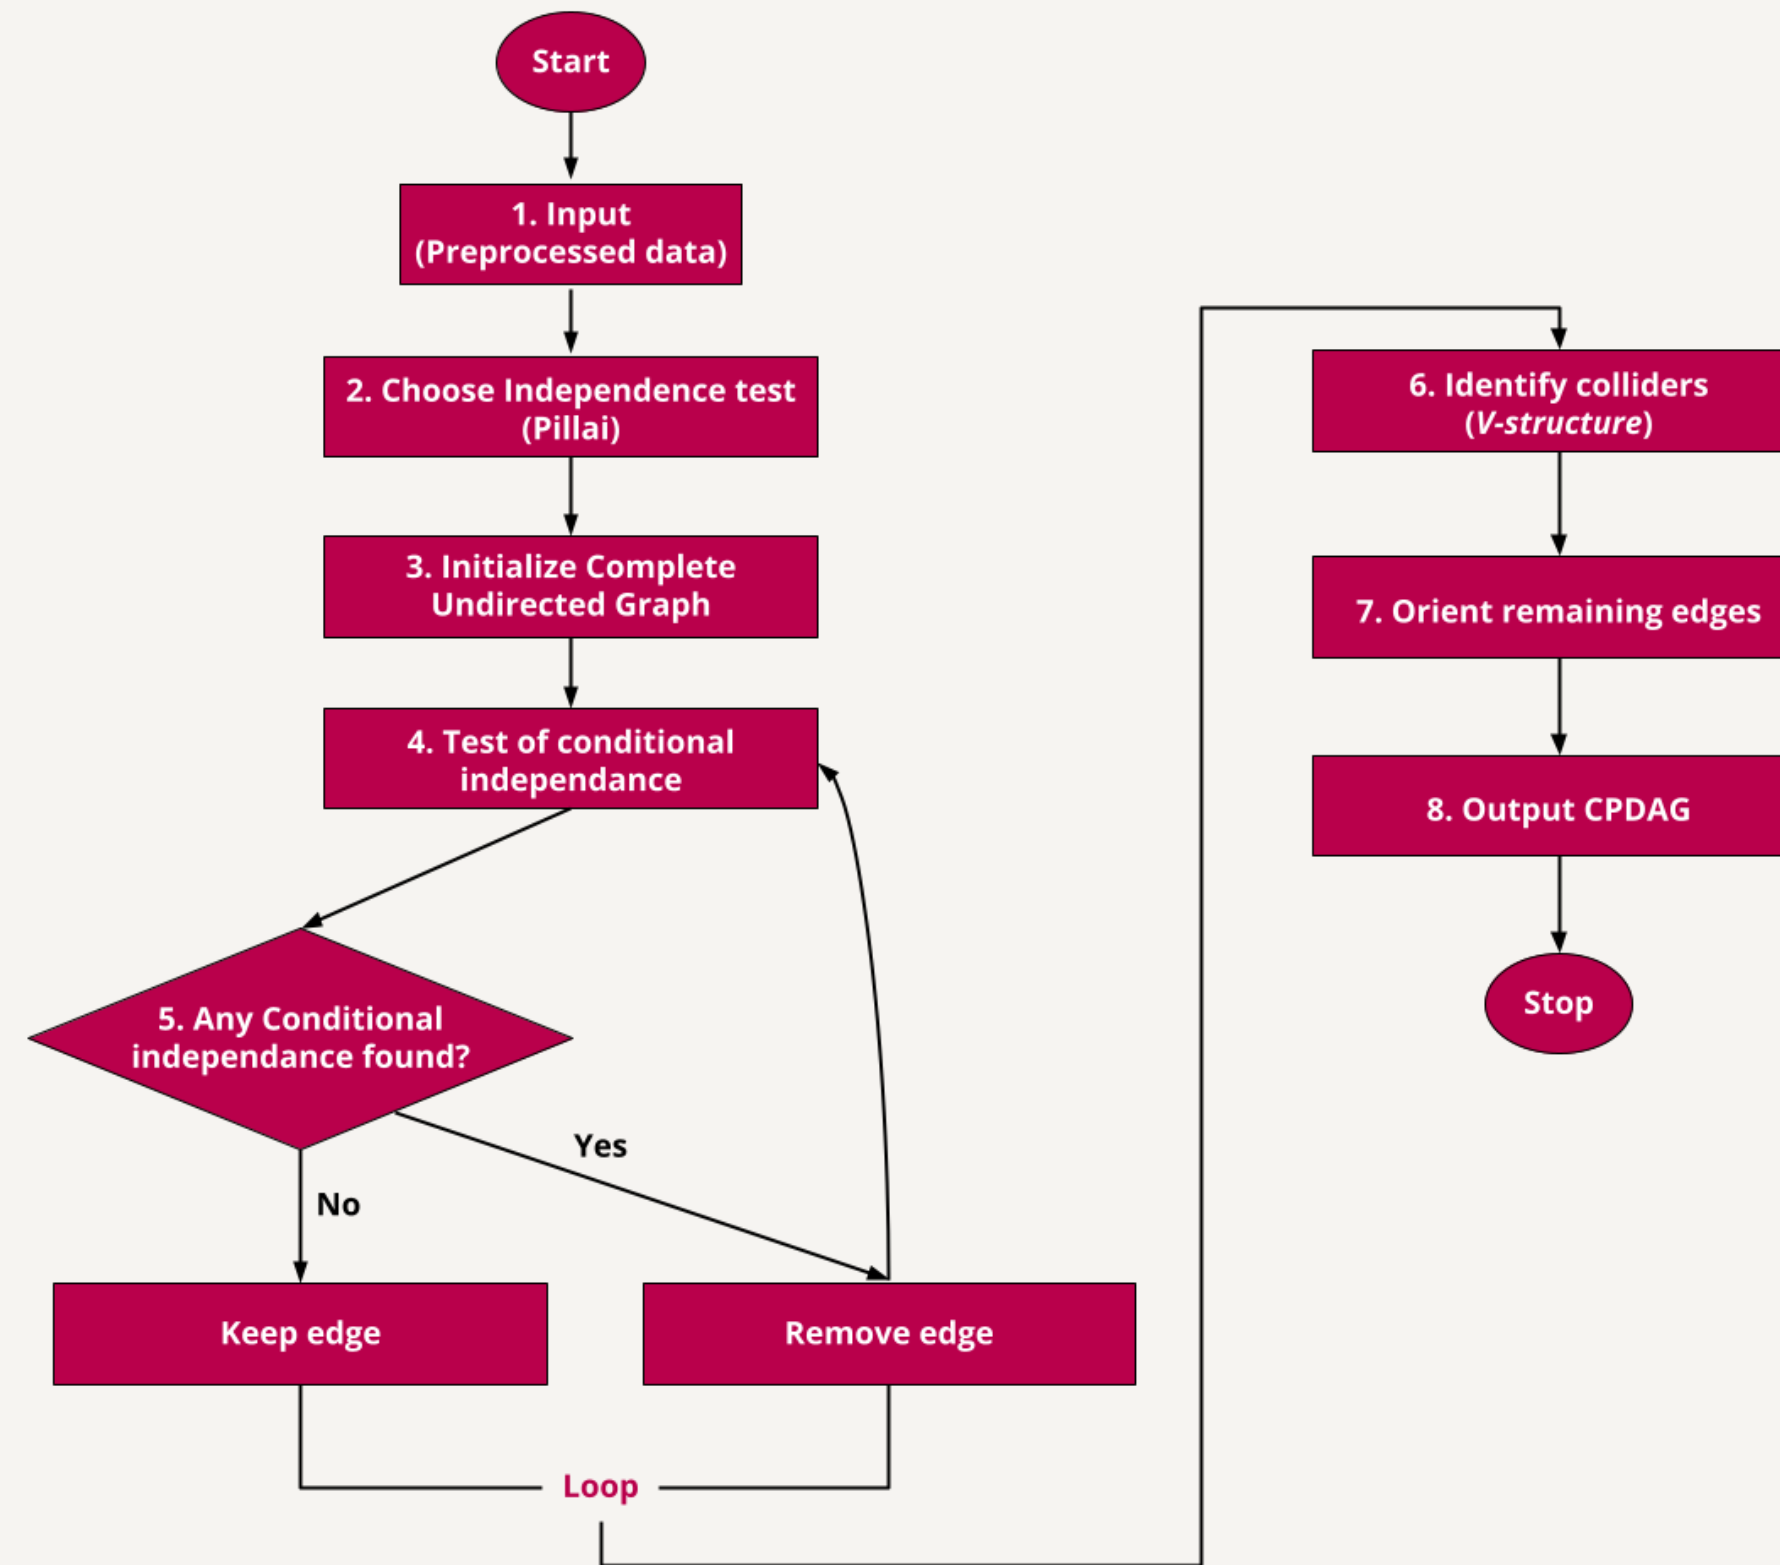 Start
1. Input
(Preprocessed data)
2. Choose Independence test
(Pillai)
3. Initialize Complete
Undirected Graph
4. Test of conditional
independance
5. Any Conditional
independance found?
Yes
No
Keep edge
Remove edge
Loop
6. Identify colliders
(V-structure)
7. Orient remaining edges
8. Output CPDAG
Stop